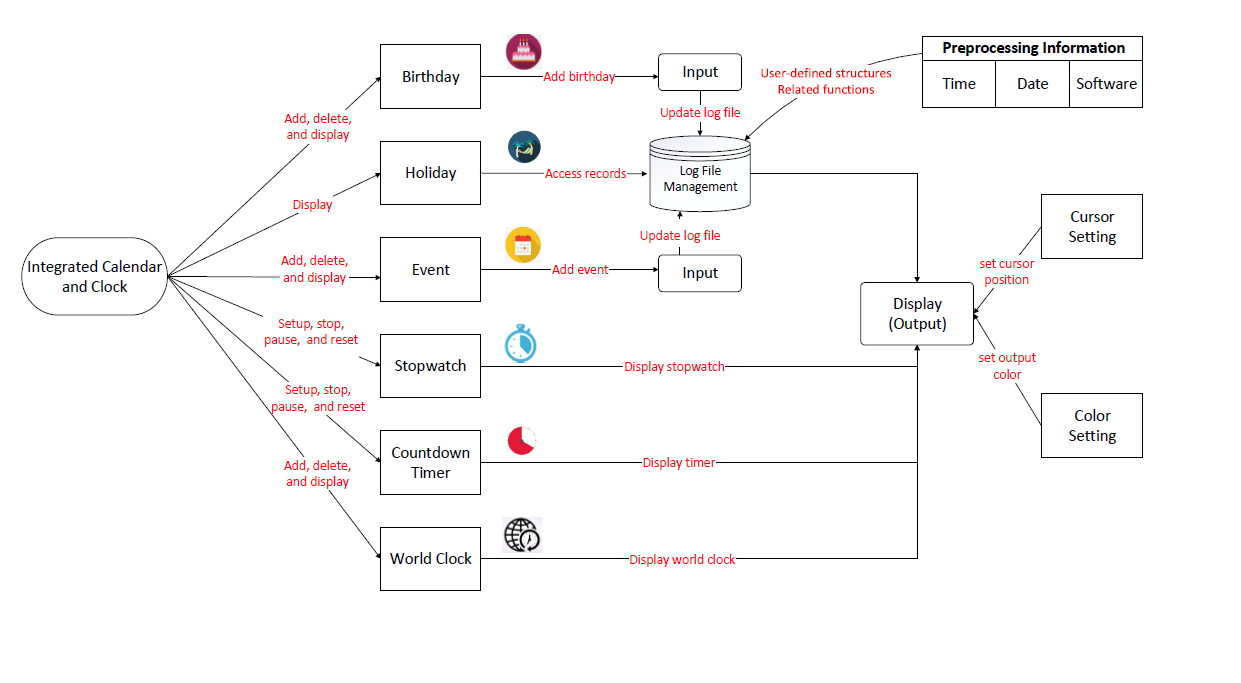 Preprocessing Information
Time
Date
Software
User-defined structures
Related functions
Birthday
Add birthday
Input
Update log file
Add, delete,
and display
Holiday
Access records
Log File
Management
Display
Integrated Calendar
and Clock
Add, delete,
and display
Event
Add event
Update log file
Input
Cursor
Setting
set cursor
position
Display
(Output)
Setup, stop,
pause,  and reset
Stopwatch
Display stopwatch
set output
color
Setup, stop,
pause,  and reset
Color
Setting
Countdown
Timer
Display timer
Add, delete,
and display
World Clock
Display world clock